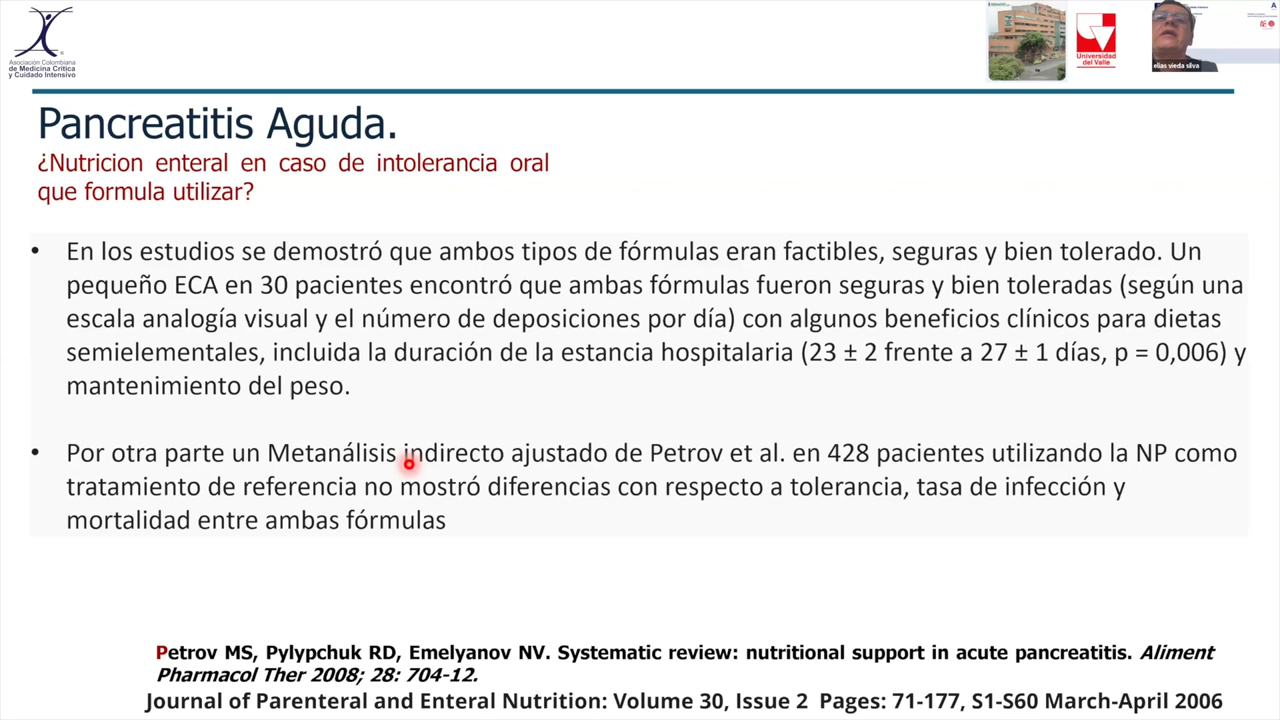 Asociación Colombiana
de Medicina Crítica
y Cuidado Intensivo
Universidad
del Valle
elias vieda silva
Pancreatitis Aguda.
¿Nutricion enteral en caso de intolerancia oral
que formula utilizar?
• En los estudios se demostró que ambos tipos de fórmulas eran factibles, seguras y bien tolerado. Un
pequeño ECA en 30 pacientes encontró que ambas fórmulas fueron seguras y bien toleradas (según una
escala analogía visual y el número de deposiciones por día) con algunos beneficios clínicos para dietas
semielementales, incluida la duración de la estancia hospitalaria (23 ± 2 frente a 27 ± 1 días, p = 0,006) y
mantenimiento del peso.
• Por otra parte un Metanálisis indirecto ajustado de Petrov et al. en 428 pacientes utilizando la NP como
tratamiento de referencia no mostró diferencias con respecto a tolerancia, tasa de infección y
mortalidad entre ambas fórmulas
Petrov MS, Pylypchuk RD, Emelyanov NV. Systematic review: nutritional support in acute pancreatitis. Aliment
Pharmacol Ther 2008; 28: 704-12.
Journal of Parenteral and Enteral Nutrition: Volume 30, Issue 2 Pages: 71-177, S1-S60 March-April 2006